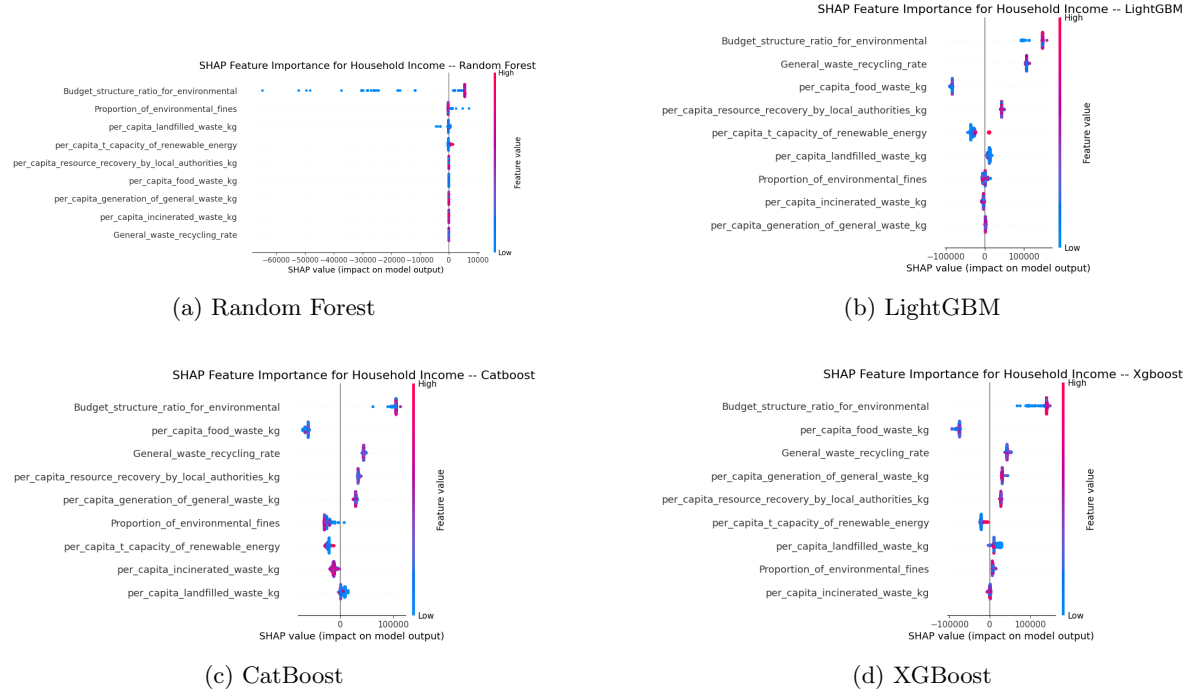 SHAP Feature Importance for Household Income -- Random Forest
High
Budget_structure_ratio_for_environmental
Proportion_of_environmental_fines
per_capita_landfilled_waste_kg
per_capita_t_capacity_of_renewable_energy
per_capita_resource_recovery_by_local_authorities_kg
per_capita_food_waste_kg
per_capita_generation_of_general_waste_kg
per_capita_incinerated_waste_kg
General_waste_recycling_rate
Feature value
Low
−60000 −50000 −40000 −30000 −20000 −10000 0 10000
SHAP value (impact on model output)
(a) Random Forest
SHAP Feature Importance for Household Income -- LightGBM
High
Budget_structure_ratio_for_environmental
General_waste_recycling_rate
per_capita_food_waste_kg
per_capita_resource_recovery_by_local_authorities_kg
per_capita_t_capacity_of_renewable_energy
per_capita_landfilled_waste_kg
Proportion_of_environmental_fines
per_capita_incinerated_waste_kg
per_capita_generation_of_general_waste_kg
Feature value
Low
−100000 0 100000
SHAP value (impact on model output)
(b) LightGBM
SHAP Feature Importance for Household Income -- Catboost
High
Budget_structure_ratio_for_environmental
per_capita_food_waste_kg
General_waste_recycling_rate
per_capita_resource_recovery_by_local_authorities_kg
per_capita_generation_of_general_waste_kg
Proportion_of_environmental_fines
per_capita_t_capacity_of_renewable_energy
per_capita_incinerated_waste_kg
per_capita_landfilled_waste_kg
Feature value
Low
0 100000
SHAP value (impact on model output)
(c) CatBoost
SHAP Feature Importance for Household Income -- Xgboost
High
Budget_structure_ratio_for_environmental
per_capita_food_waste_kg
General_waste_recycling_rate
per_capita_generation_of_general_waste_kg
per_capita_resource_recovery_by_local_authorities_kg
per_capita_t_capacity_of_renewable_energy
per_capita_landfilled_waste_kg
Proportion_of_environmental_fines
per_capita_incinerated_waste_kg
Feature value
Low
−100000 0 100000
SHAP value (impact on model output)
(d) XGBoost